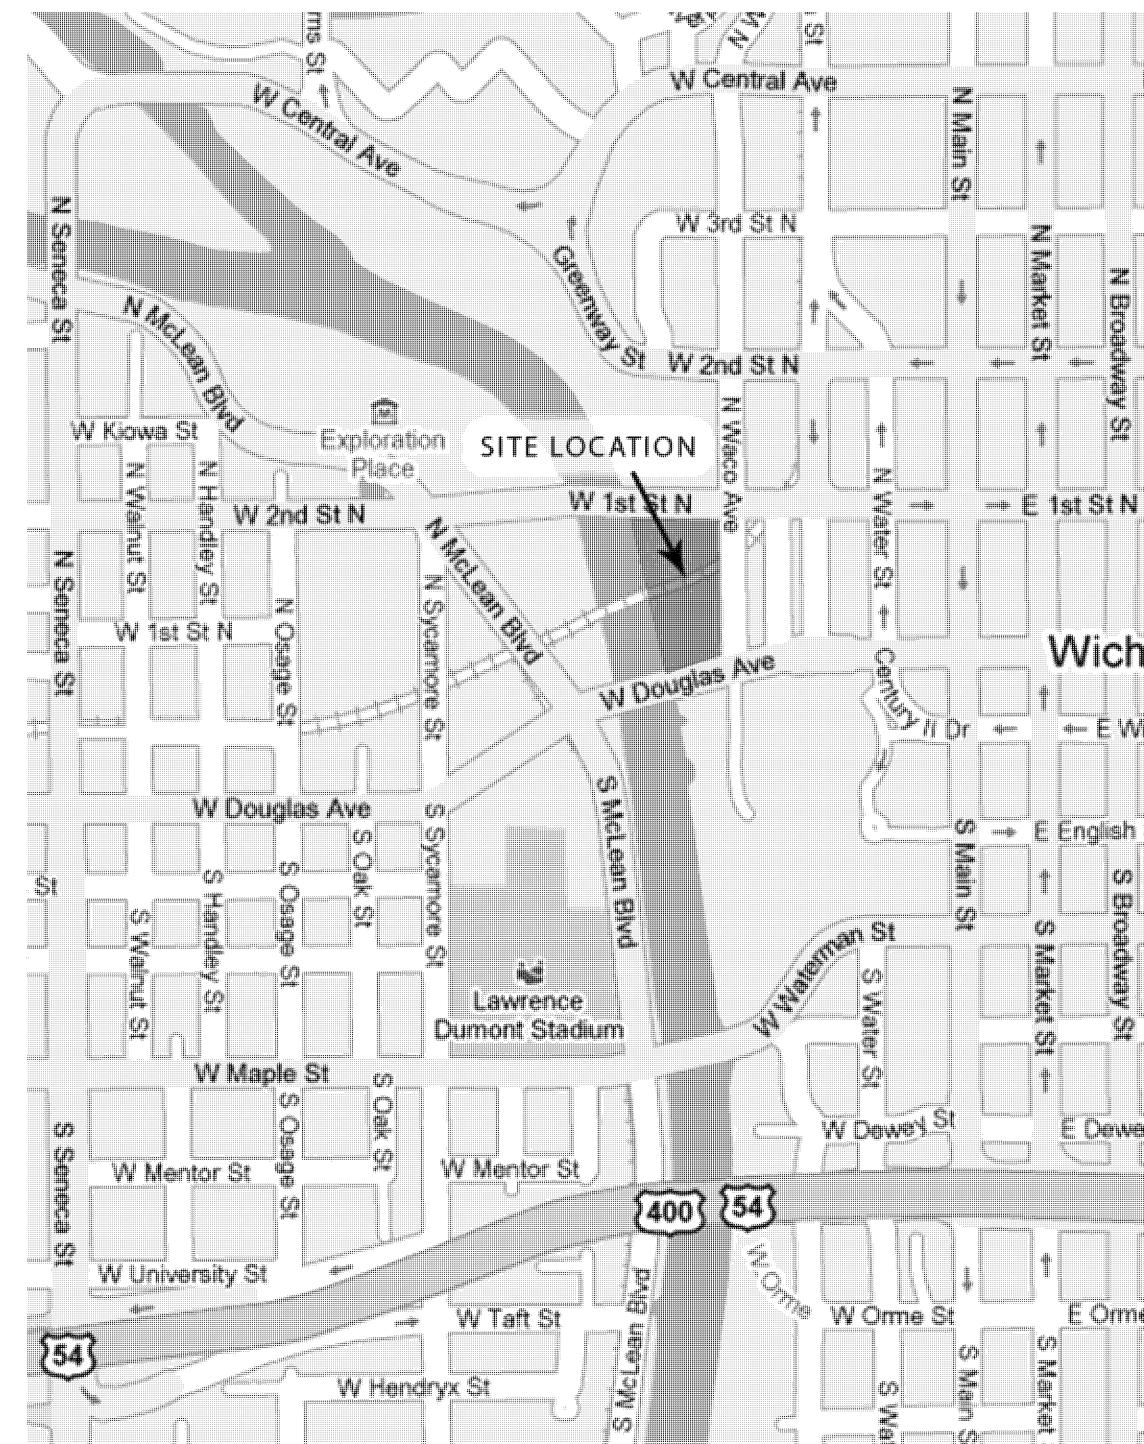 W Central Ave
N M
St
W Central Ave
N Main St
N Seneca St
W 3rd St N
N Market St
Greenway St
N Broadway St
N McLean Blvd
W 2nd St N
N Waco Ave
W Kiowa St
Exploration
Place
SITE LOCATION
N Walnut St
N Handley St
W 2nd St N
W 1st St N
N Water St
E 1st St N
N McLean Blvd
N Seneca St
N Sycamore St
N Osage St
W 1st St N
Wich
W Douglas Ave
Century II Dr
E Wi
W Douglas Ave
S McLean Blvd
S Sycamore St
S Oak St
S Main St
E English
St
S Handley St
S Osage St
S Walnut St
S Broadway St
S Market St
W Waterman St
S Water St
Lawrence
Dumont Stadium
W Maple St
S Oak St
S Osage St
S Seneca St
W Dewey St
E Dewe
W Mentor St
W Mentor St
400
54
W University St
W Orme
S McLean Blvd
W Taft St
W Orme St
E Orme
54
W Hendryx St
S Main S
S Market
S Wat